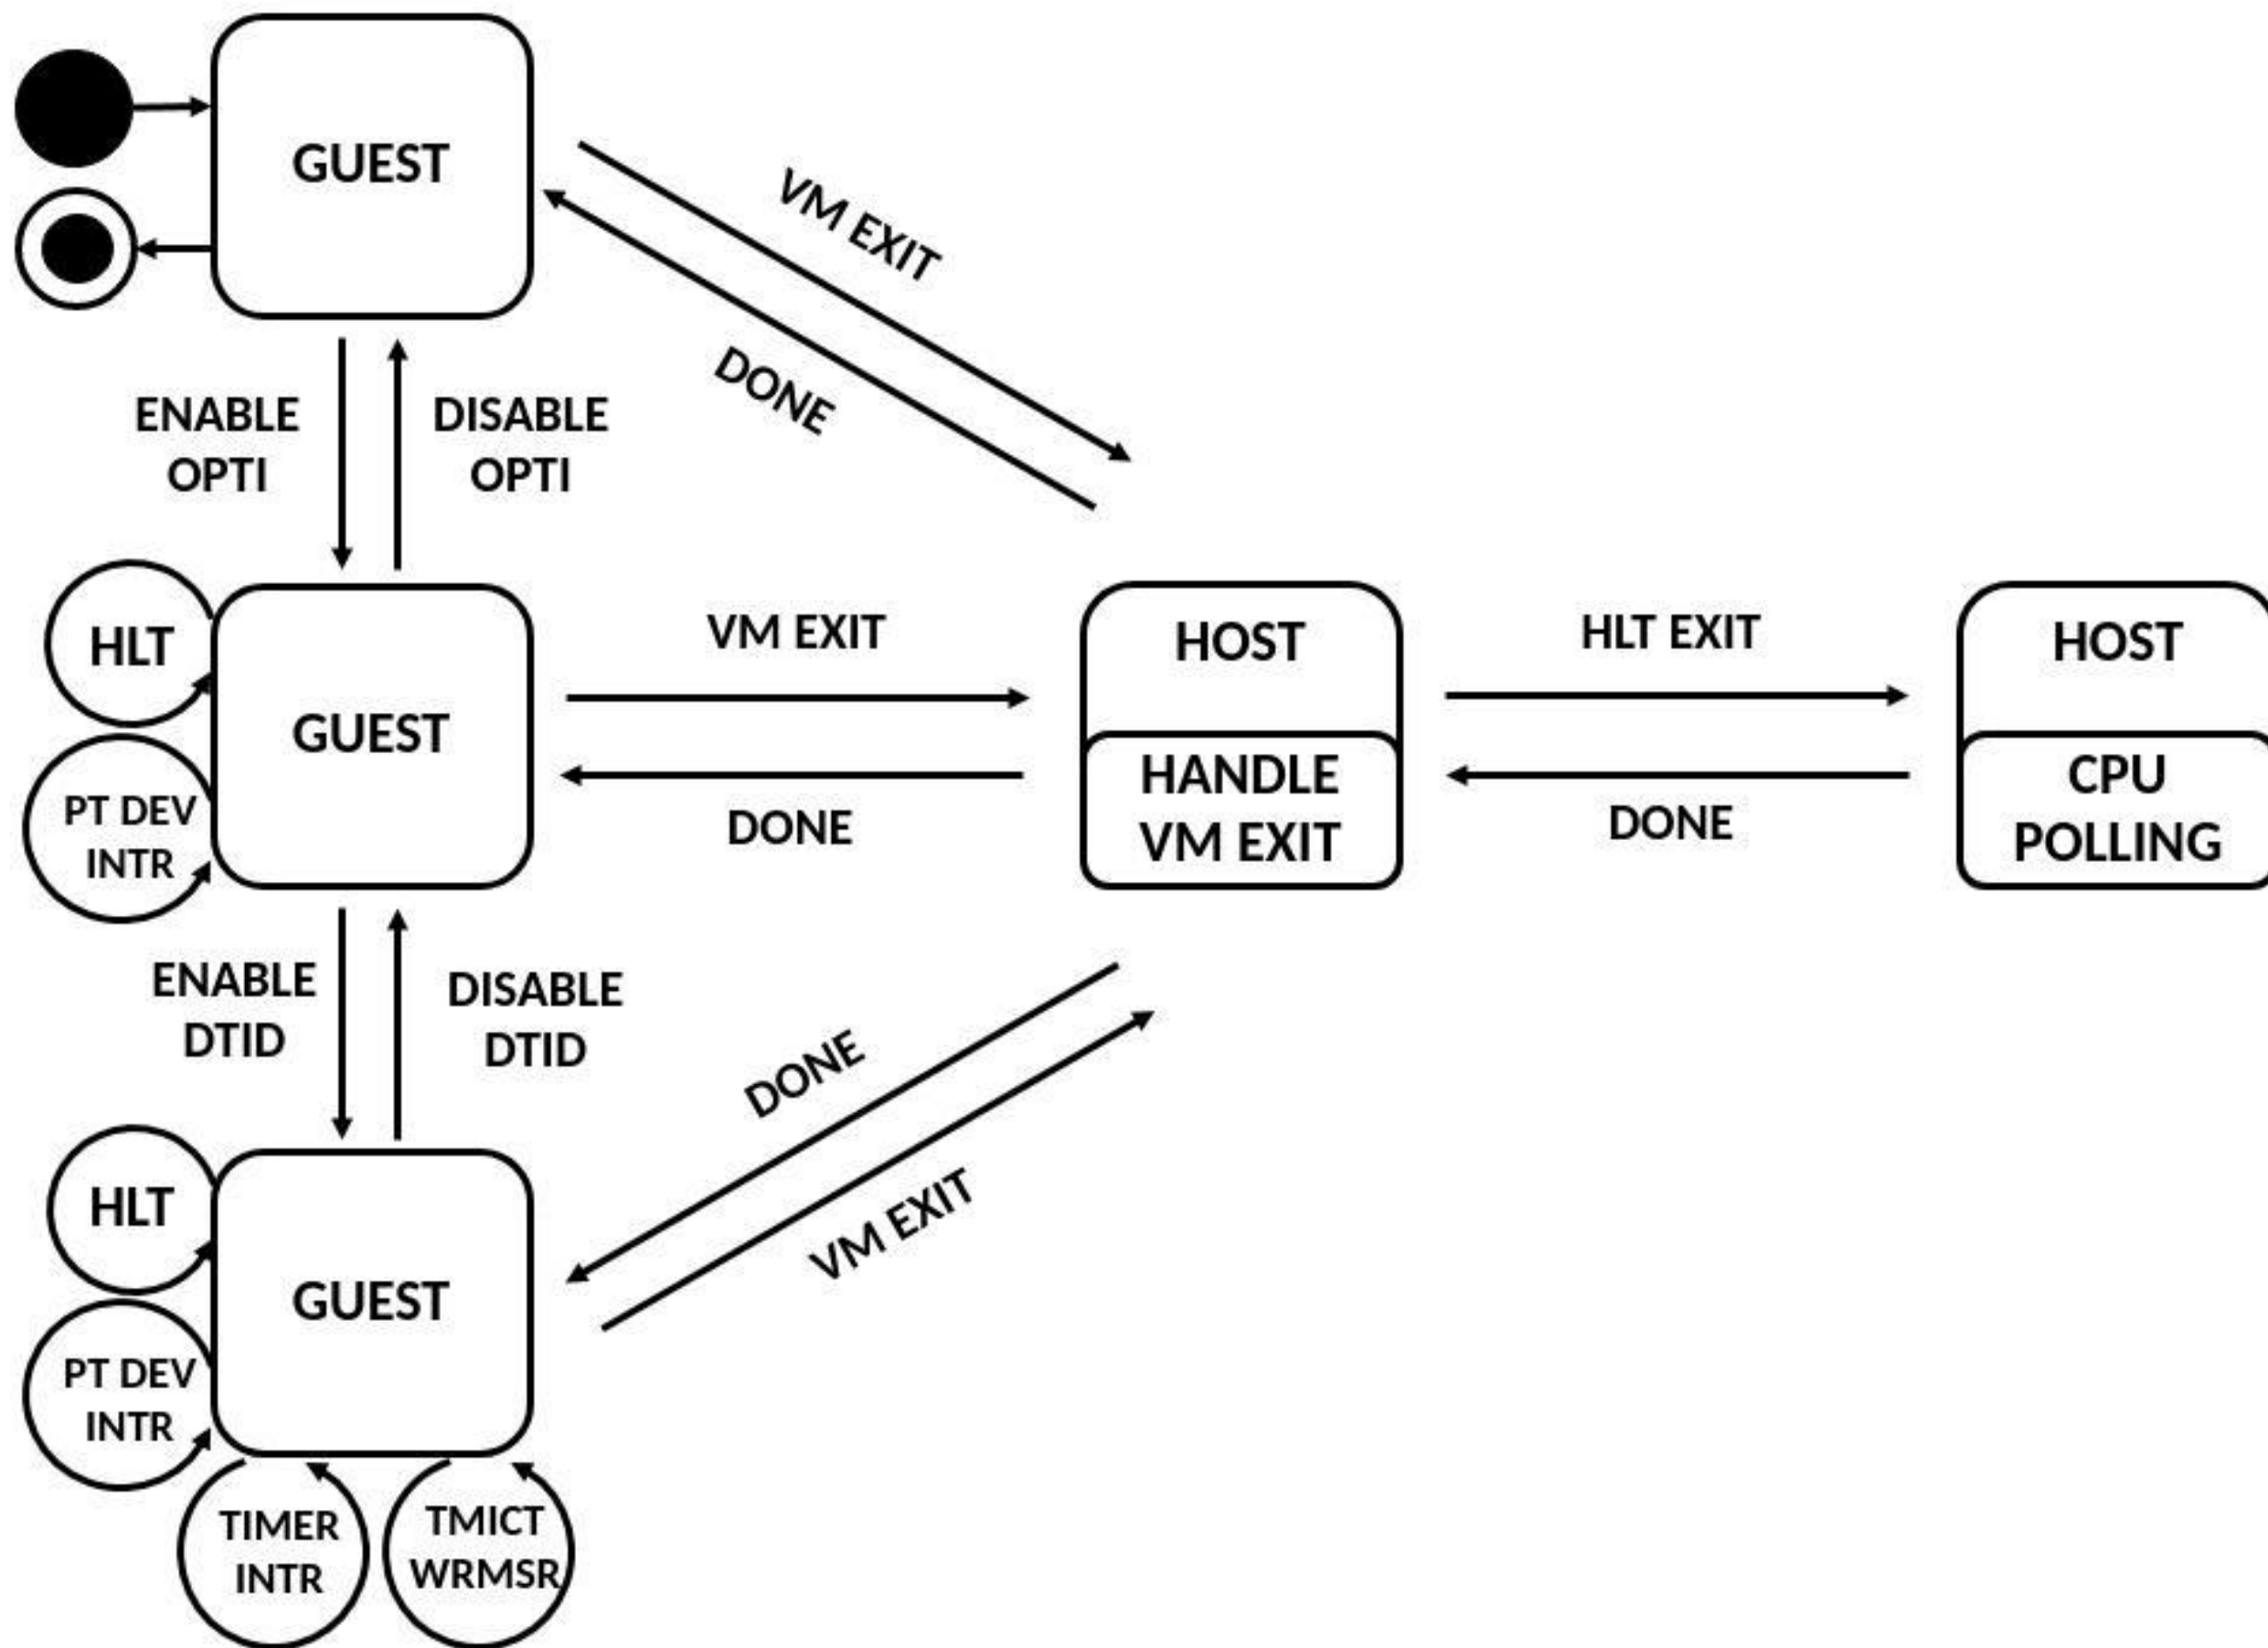 GUEST
VM EXIT
DONE
ENABLE
OPTI
DISABLE
OPTI
HLT
PT DEV
INTR
GUEST
VM EXIT
DONE
HOST
HANDLE
VM EXIT
HLT EXIT
DONE
HOST
CPU
POLLING
ENABLE
DTID
DISABLE
DTID
DONE
VM EXIT
HLT
PT DEV
INTR
GUEST
TIMER
INTR
TMICT
WRMSR